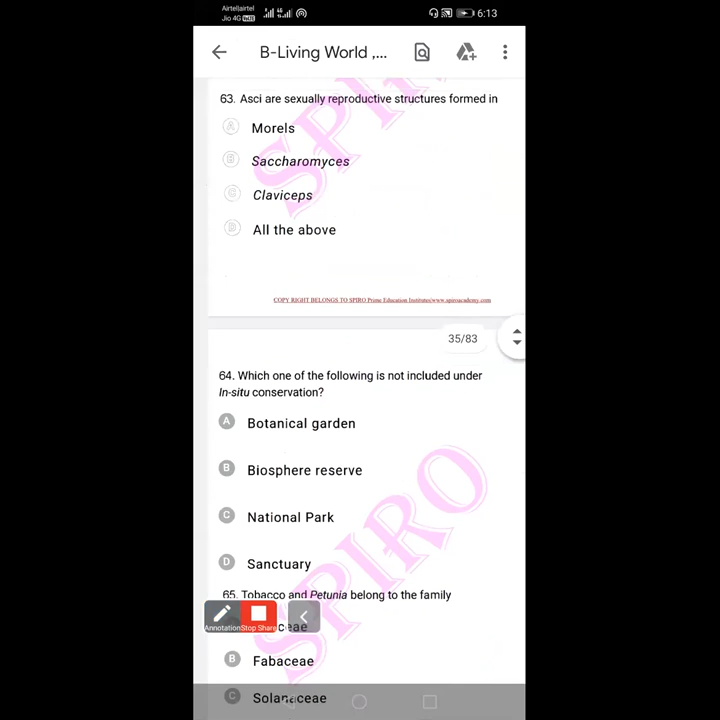 Airtel|airtel
Jio 4G VoLTE
4G
6:13
B-Living World ,...
63. Asci are sexually reproductive structures formed in
A Morels
B Saccharomyces
C Claviceps
D All the above
COPY RIGHT BELONGS TO SPIRO Prime Education Institutes|www.spiroacademy.com
35/83
64. Which one of the following is not included under
In-situ conservation?
A Botanical garden
B Biosphere reserve
C National Park
D Sanctuary
SPIRO
65. Tobacco and Petunia belong to the family
Annotation Stop Share
B Fabaceae
C Solanaceae